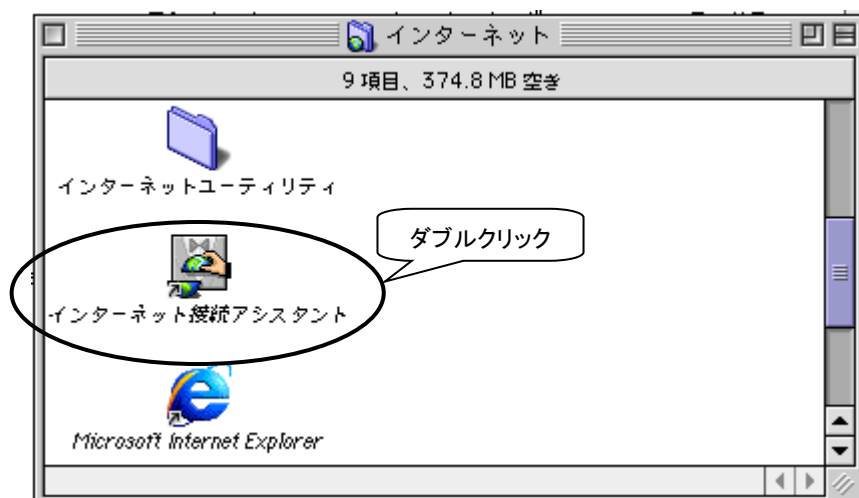 インターネット
9 項目、374.8 MB 空き
インターネットユーティリティ
ダブルクリック
インターネット接続アシスタント
Microsoft Internet Explorer